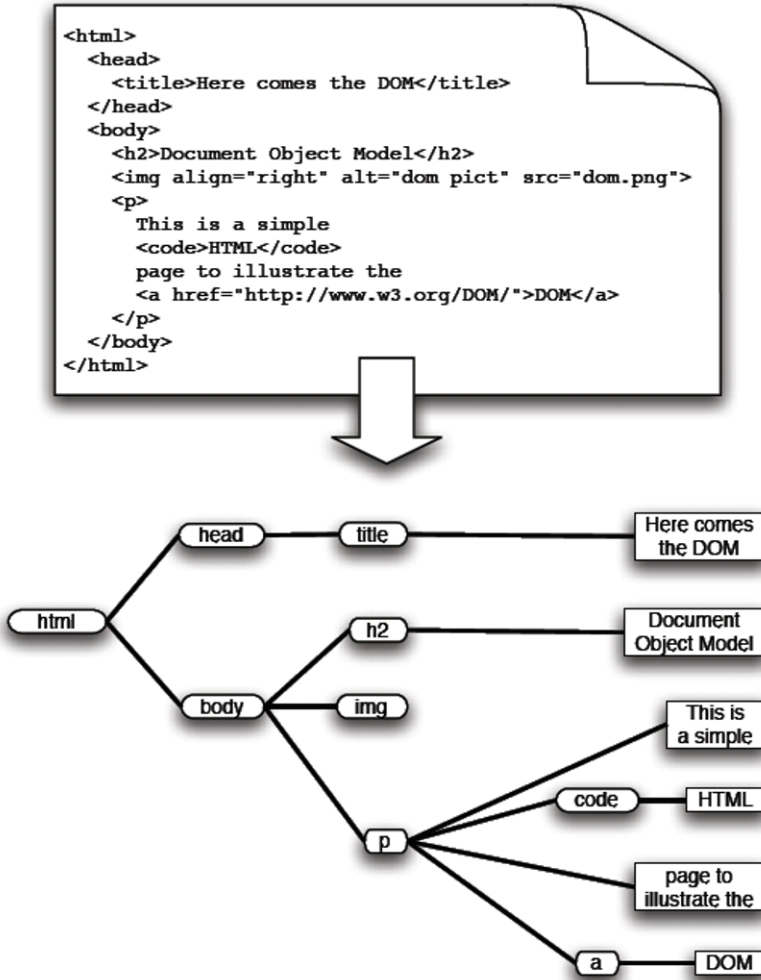 <html>
<head>
<title>Here comes the DOM</title>
</head>
<body>
<h2>Document Object Model</h2>
<img align="right" alt="dom pict" src="dom.png">
<p>
This is a simple
<code>HTML</code>
page to illustrate the
<a href="http://www.w3.org/DOM/">DOM</a>
</p>
</body>
</html>
head
title
Here comes
the DOM
html
h2
Document
Object Model
body
img
This is
a simple
code
HTML
p
page to
illustrate the
a
DOM